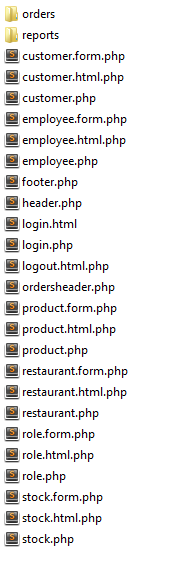 orders
reports
customer.form.php
customer.html.php
customer.php
employee.form.php
employee.html.php
employee.php
footer.php
header.php
login.html
login.php
logout.html.php
ordersheader.php
product.form.php
product.html.php
product.php
restaurant.form.php
restaurant.html.php
restaurant.php
role.form.php
role.html.php
role.php
stock.form.php
stock.html.php
stock.php